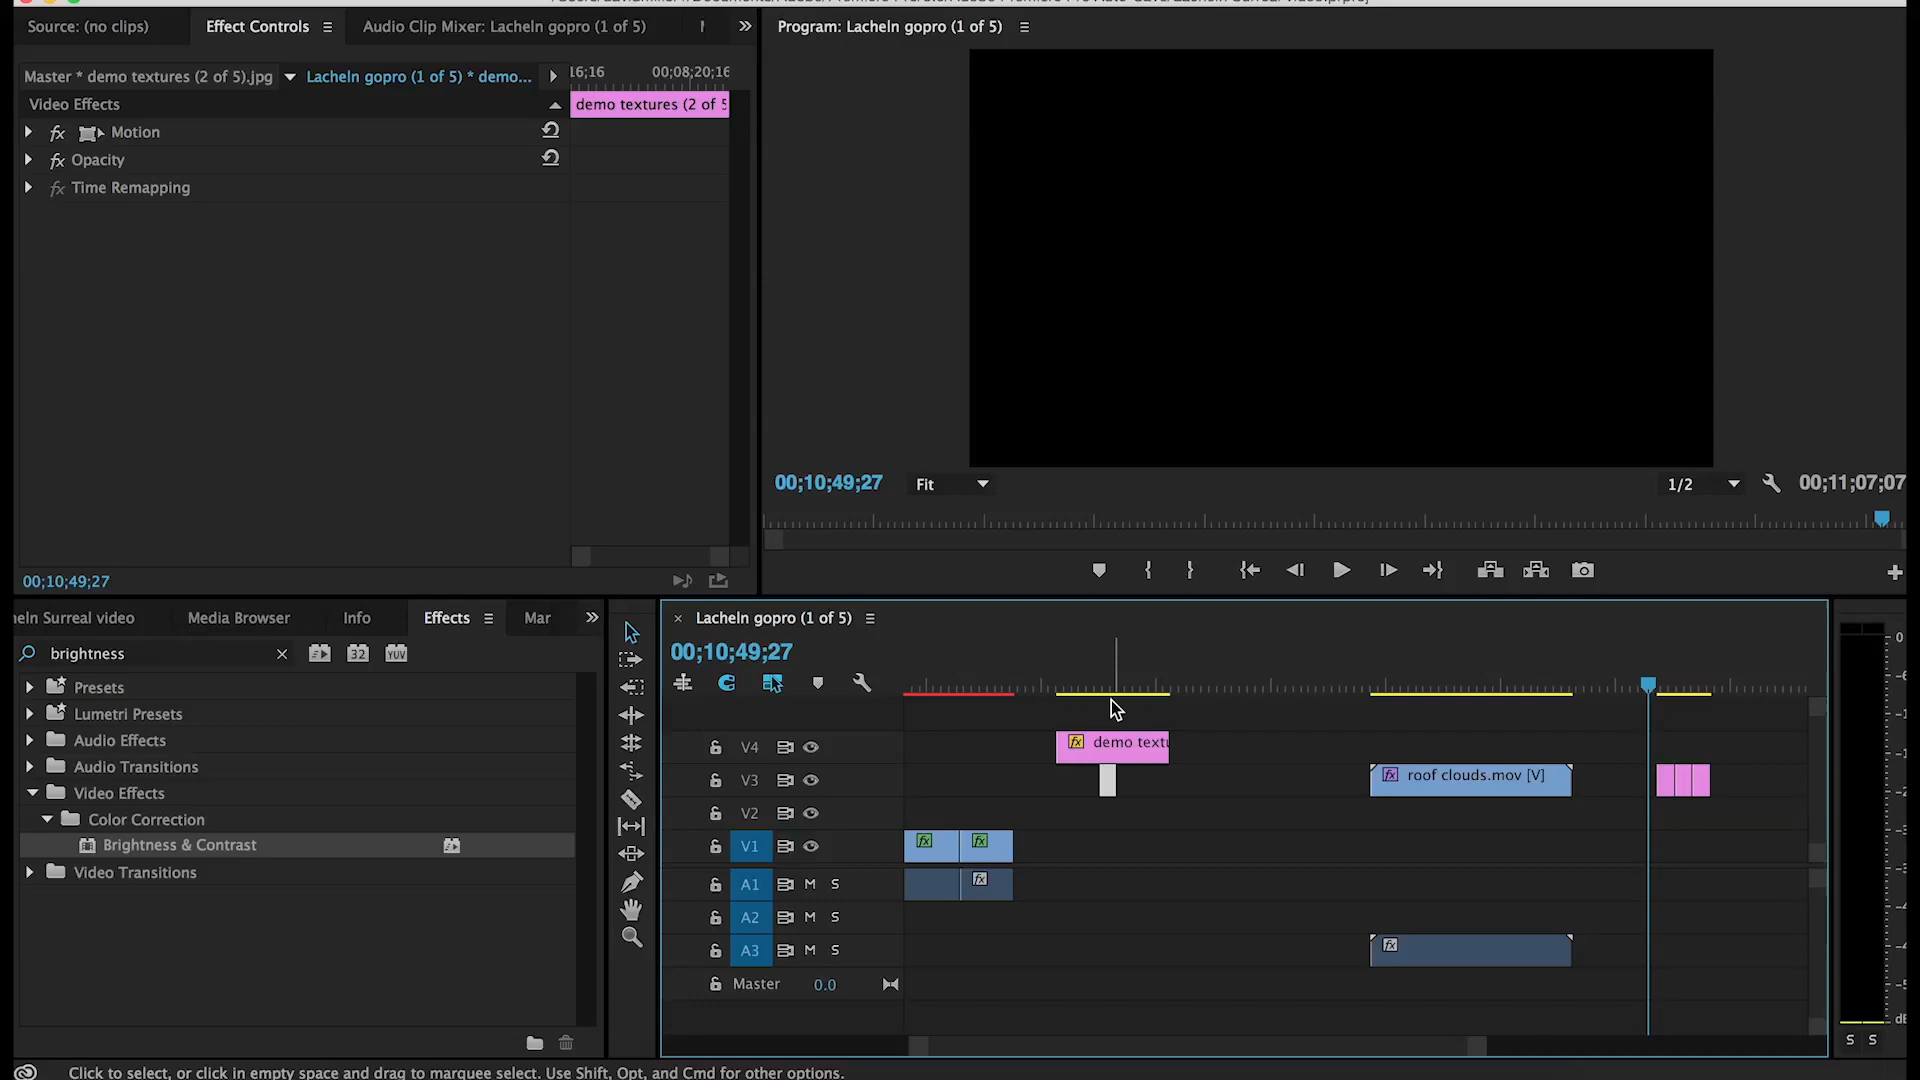 Source: (no clips)
Effect Controls
Audio Clip Mixer: Lacheln gopro (1 of 5)
Program: Lacheln gopro (1 of 5)
Master * demo textures (2 of 5).jpg
Lacheln gopro (1 of 5) * demo...
16;16
00;08;20;16
Video Effects
demo textures (2 of 5
fx Motion
fx Opacity
fx Time Remapping
00;10;49;27
Fit
1/2
00;11;07;07
00;10;49;27
heln Surreal video
Media Browser
Info
Effects
Mar
Lacheln gopro (1 of 5)
brightness
32
YUV
00;10;49;27
Presets
Lumetri Presets
Audio Effects
Audio Transitions
Video Effects
Color Correction
Brightness & Contrast
Video Transitions
V4
fx demo textu
V3
fx roof clouds.mov [V]
V2
V1
fx
fx
A1 M S
fx
A2 M S
A3 M S
fx
Master 0.0
0
dB
S S
Click to select, or click in empty space and drag to marquee select. Use Shift, Opt, and Cmd for other options.